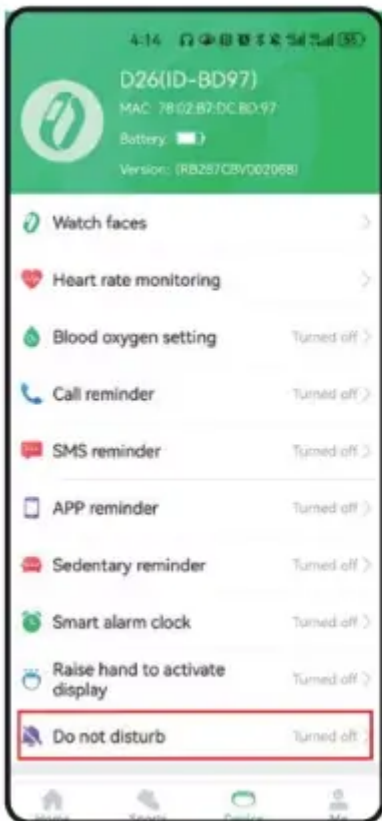 4:14
D26(ID-BD97)
MAC: 78:02:B7:DC:BD:97
Battery:
Version: (RB287CBV002068)
Watch faces
Heart rate monitoring
Blood oxygen setting Turned off
Call reminder Turned off
SMS reminder Turned off
APP reminder Turned off
Sedentary reminder Turned off
Smart alarm clock Turned off
Raise hand to activate
display Turned off
Do not disturb Turned off
Home Sports Device Me